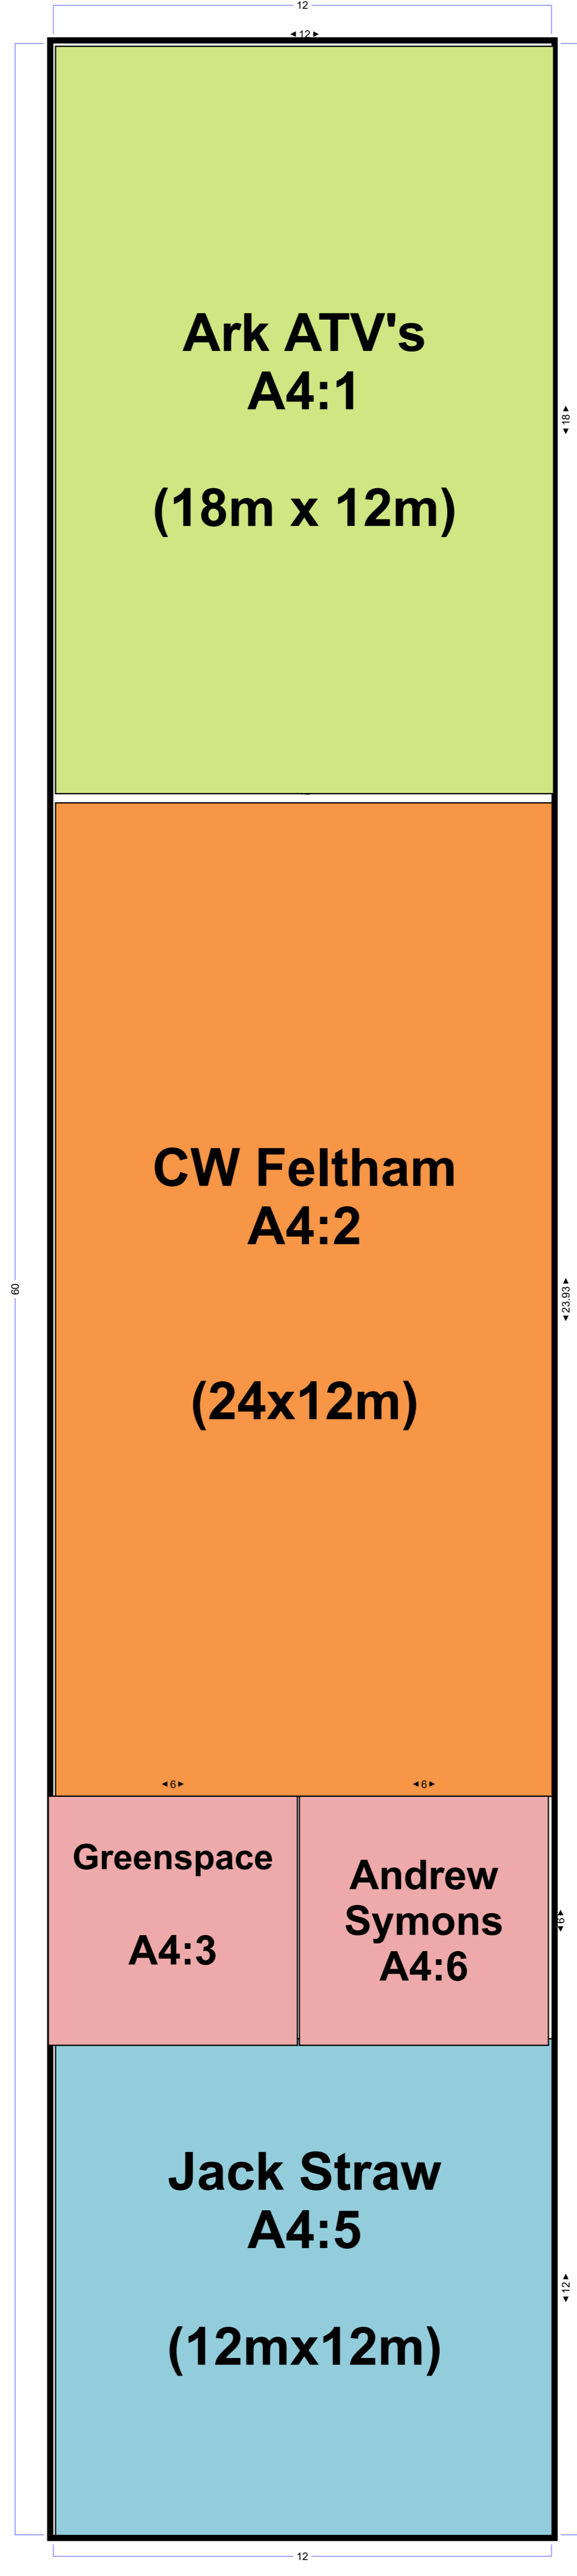 12
12
Ark ATV's
A4:1
(18m x 12m)
18
CW Feltham
A4:2
(24x12m)
60
23.93
6
6
Greenspace
A4:3
Andrew
Symons
A4:6
6
Jack Straw
A4:5
(12mx12m)
12
12